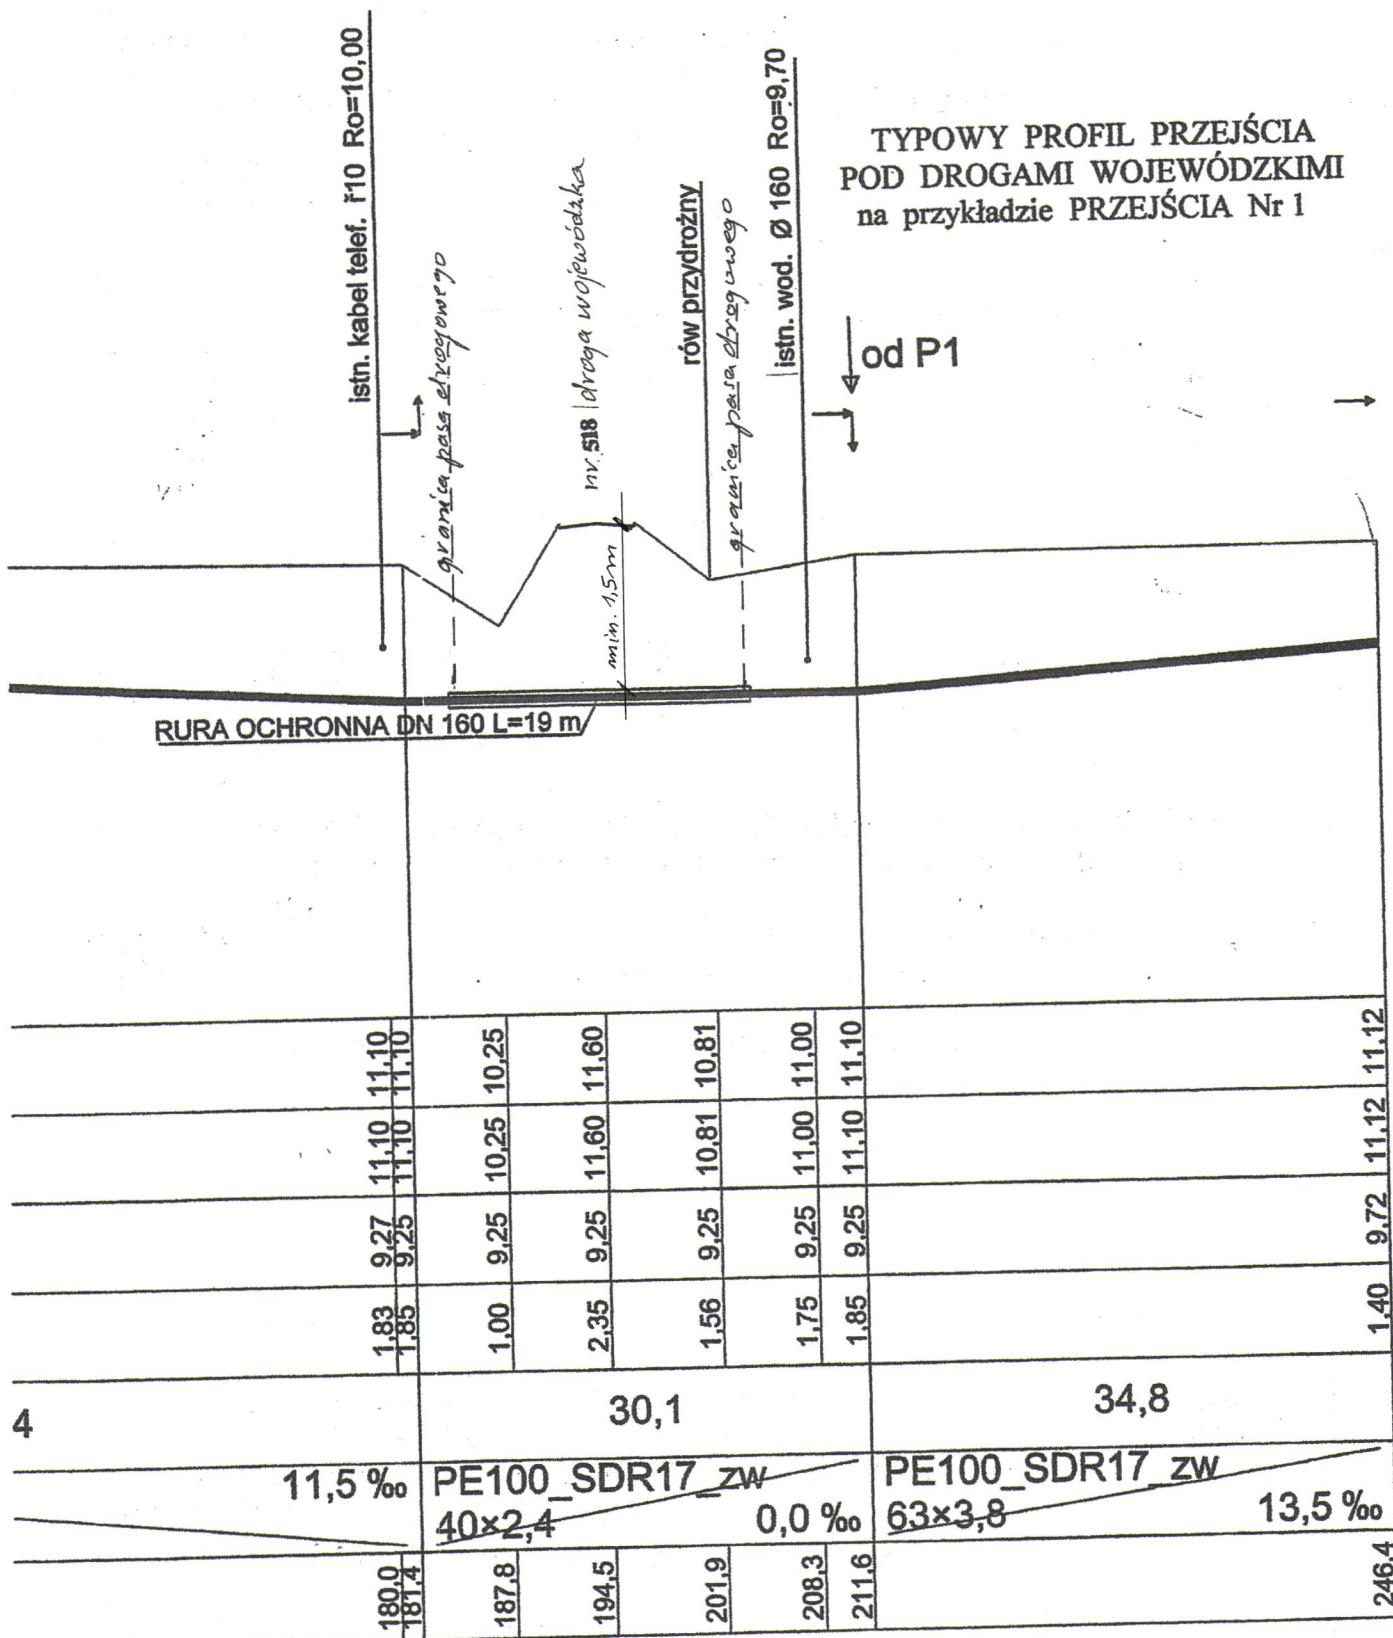 TYPOWY PROFIL PRZEJŚCIA
POD DROGAMI WOJEWÓDZKIMI
na przykładzie PRZEJŚCIA Nr 1
istn. kabel telef. ř10 Ro=10,00
granica pasa drogowego
nr 518 droga wojewódzka
rów przydrożny
granica pasa drogowego
istn. wod. Ø 160 Ro=9,70
od P1
min. 1,5m
RURA OCHRONNA DN 160 L=19 m
11,10 11,10 10,25 11,60 10,81 11,00 11,10 11,12
11,10 11,10 10,25 11,60 10,81 11,00 11,10 11,12
9,27 9,25 9,25 9,25 9,25 9,25 9,25 9,72
1,83 1,85 1,00 2,35 1,56 1,75 1,85 1,40
4 30,1 34,8
11,5 ‰ PE100_SDR17_zw PE100_SDR17_zw
40×2,4 0,0 ‰ 63×3,8 13,5 ‰
180,0 181,4 187,8 194,5 201,9 208,3 211,6 246,4